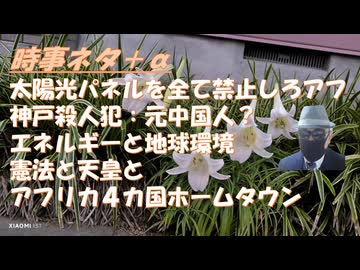 時事ネタ＋α
太陽光パネルを全て禁止しろアフ
神戸殺人犯：元中国人？
エネルギーと地球環境
憲法と天皇と
アフリカ４カ国ホームタウン
XIAOMI 15T